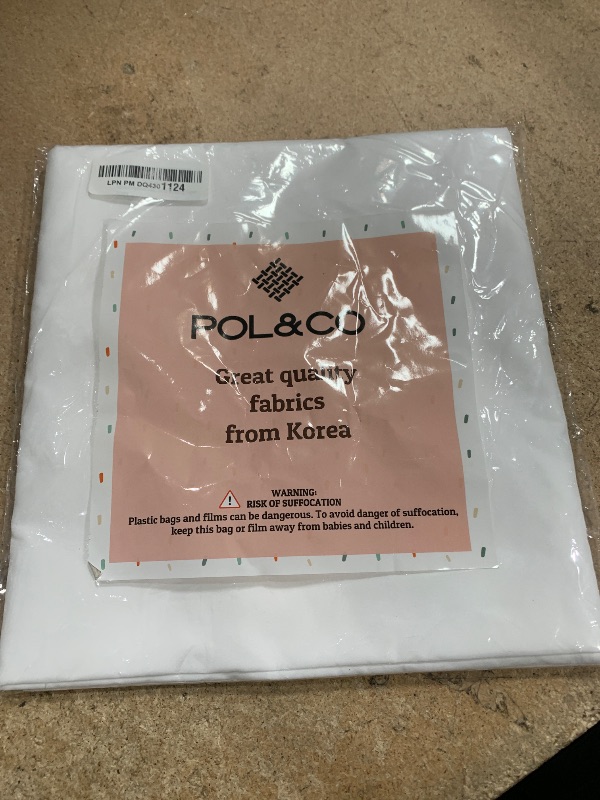 LPN PM DQ4301124
POL&CO
Great quality
fabrics
from Korea
WARNING:
RISK OF SUFFOCATION
Plastic bags and films can be dangerous. To avoid danger of suffocation,
keep this bag or film away from babies and children.